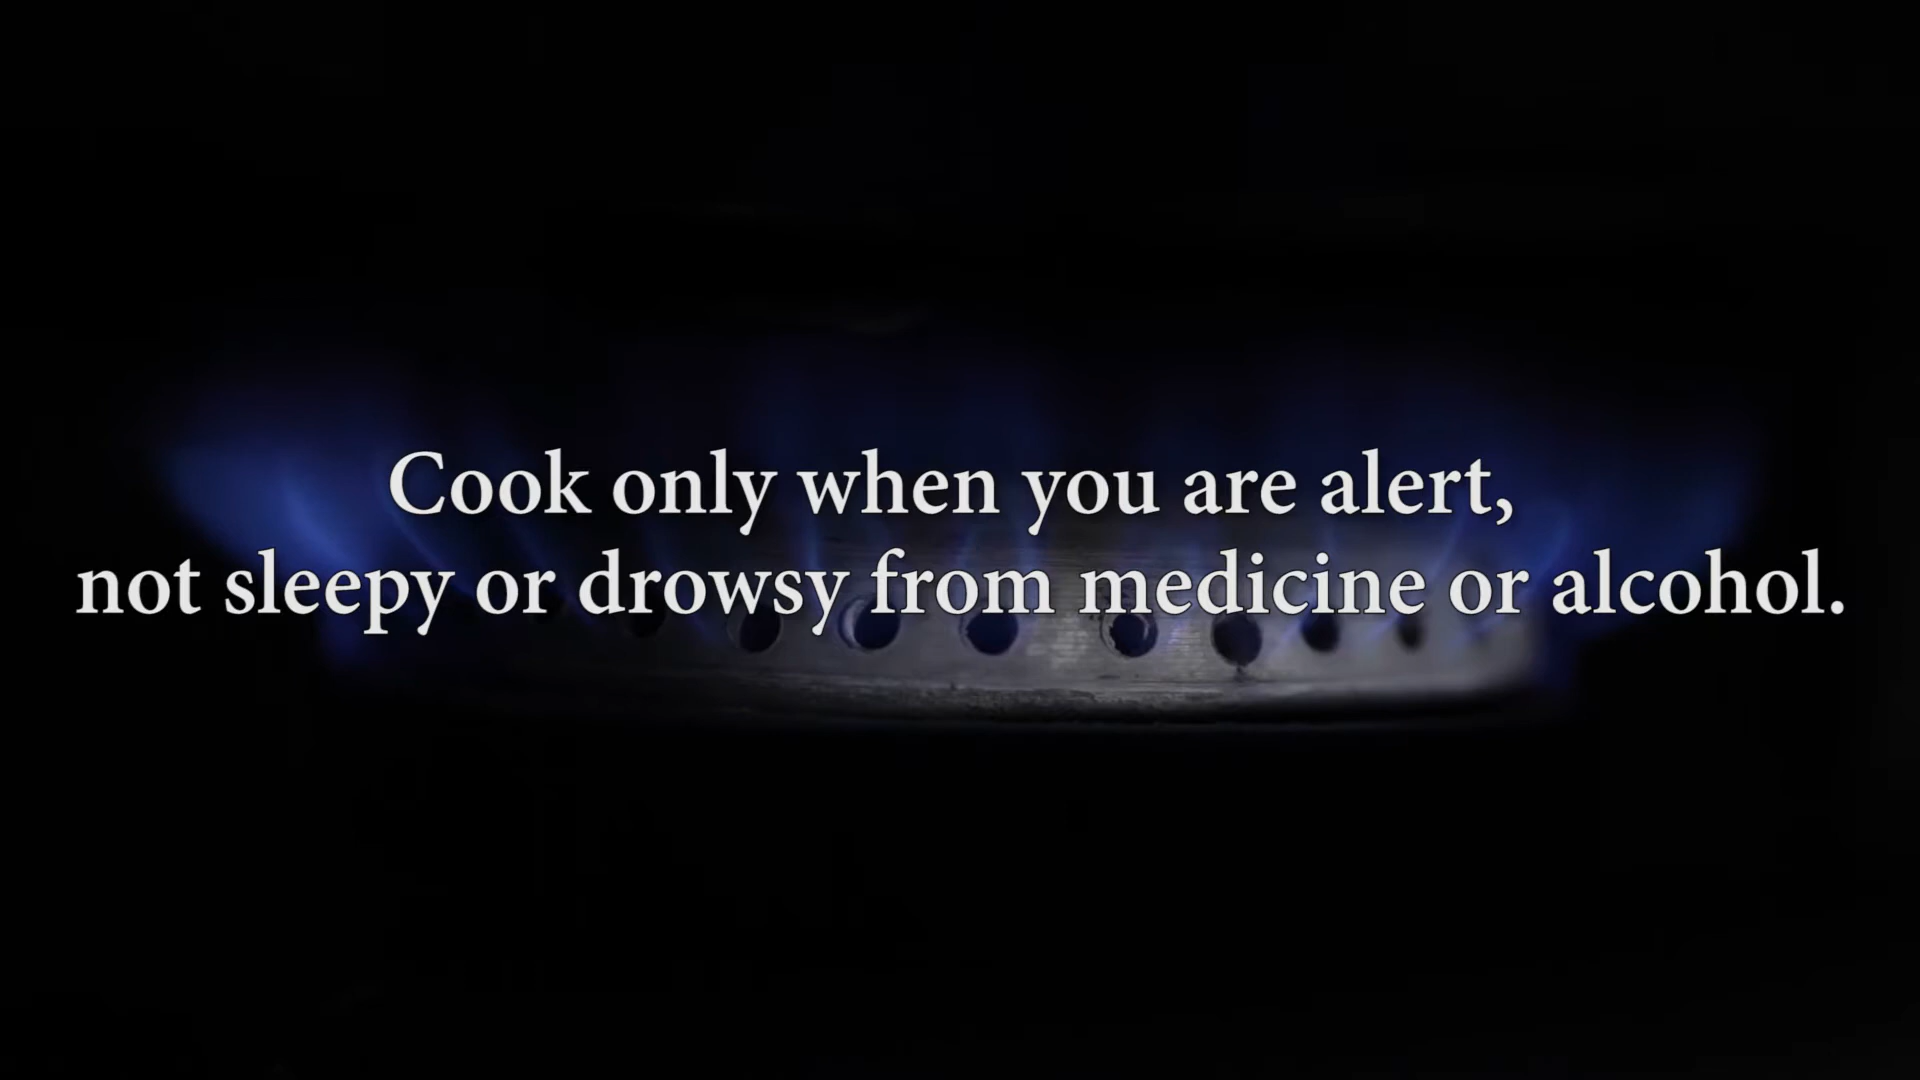 Cook only when you are alert,
not sleepy or drowsy from medicine or alcohol.